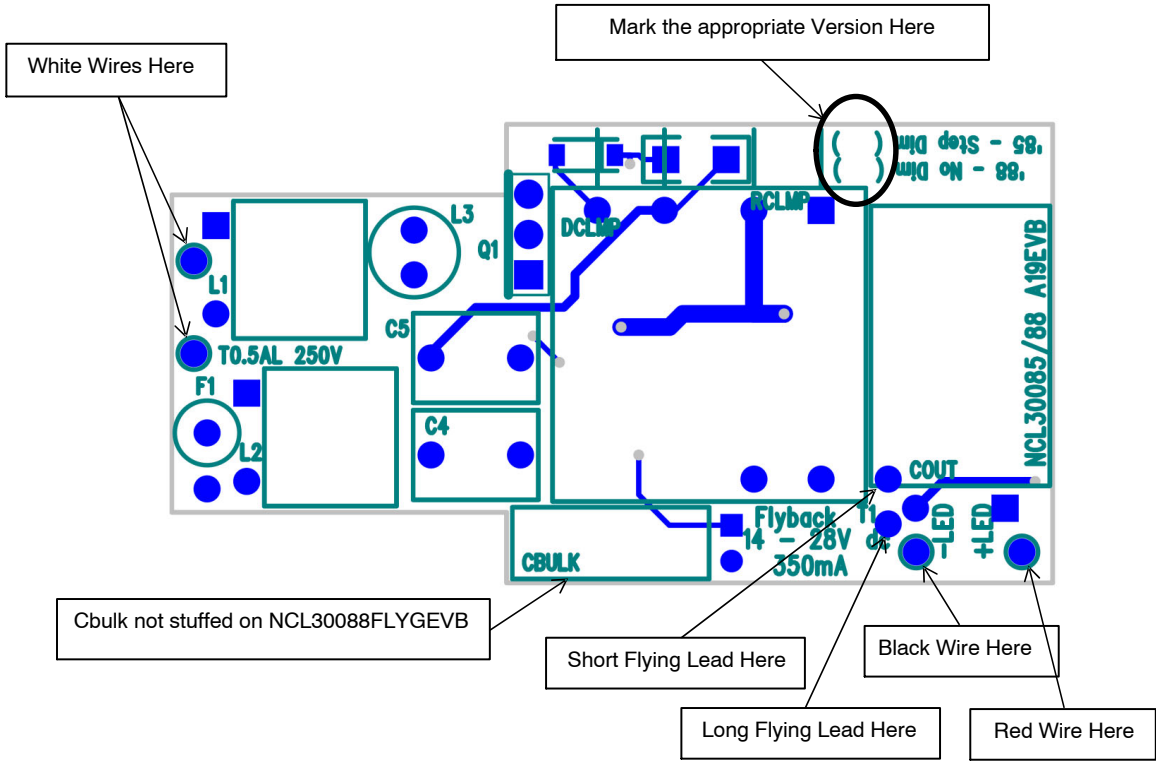 Mark the appropriate Version Here
White Wires Here
'85 - Step Dim
'88 - No Dim
( )
( )
L3
RCLMP
DCLMP
Q1
L1
C5
T0.5AL 250V
F1
C4
L2
NCL30085/88 A19EVB
COUT
Flyback T1
14 - 28V dc
350mA
-LED
+LED
CBULK
Cbulk not stuffed on NCL30088FLYGEVB
Short Flying Lead Here
Black Wire Here
Long Flying Lead Here
Red Wire Here